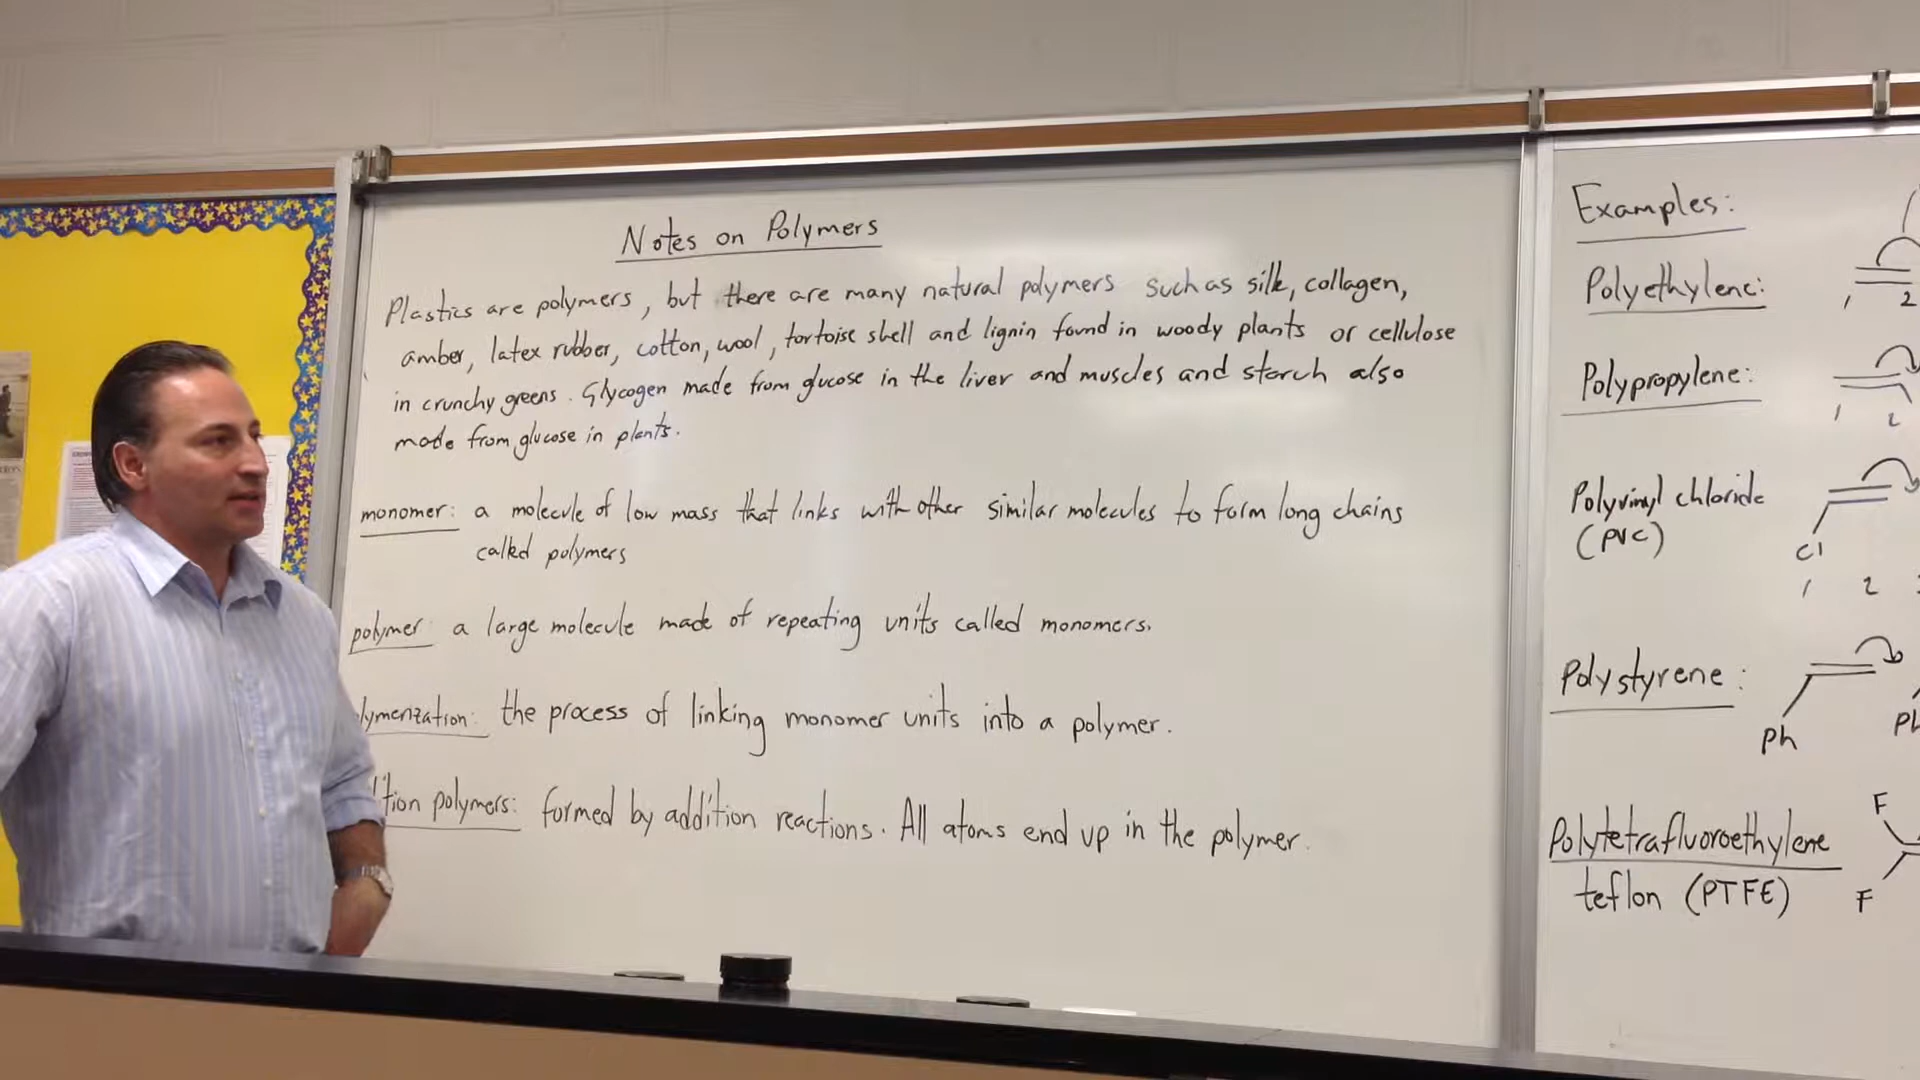 Notes on Polymers
Plastics are polymers, but there are many natural polymers such as silk, collagen,
amber, latex rubber, cotton, wool, tortoise shell and lignin found in woody plants or cellulose
in crunchy greens. Glycogen made from glucose in the liver and muscles and starch also
made from glucose in plants.
monomer: a molecule of low mass that links with other similar molecules to form long chains
called polymers
polymer: a large molecule made of repeating units called monomers.
lymerization: the process of linking monomer units into a polymer.
ition polymers: formed by addition reactions. All atoms end up in the polymer.
Examples:
Polyethylene:
1 2
Polypropylene:
1 2
Polyvinyl chloride
(PVC)
Cl
1 2
Polystyrene:
Ph Ph
Polytetrafluoroethylene
teflon (PTFE)
F
F